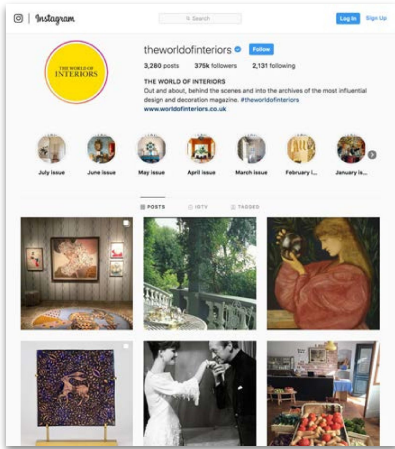 Instagram
Search
Log In
Sign Up
THE WORLD OF
INTERIORS
theworldofinteriors
Follow
3,280 posts
375k followers
2,131 following
THE WORLD OF INTERIORS
Out and about, behind the scenes and into the archives of the most influential
design and decoration magazine. #theworldofinteriors
www.worldofinteriors.co.uk
July issue
June issue
May issue
April issue
March issue
February i...
January is...
POSTS
IGTV
TAGGED